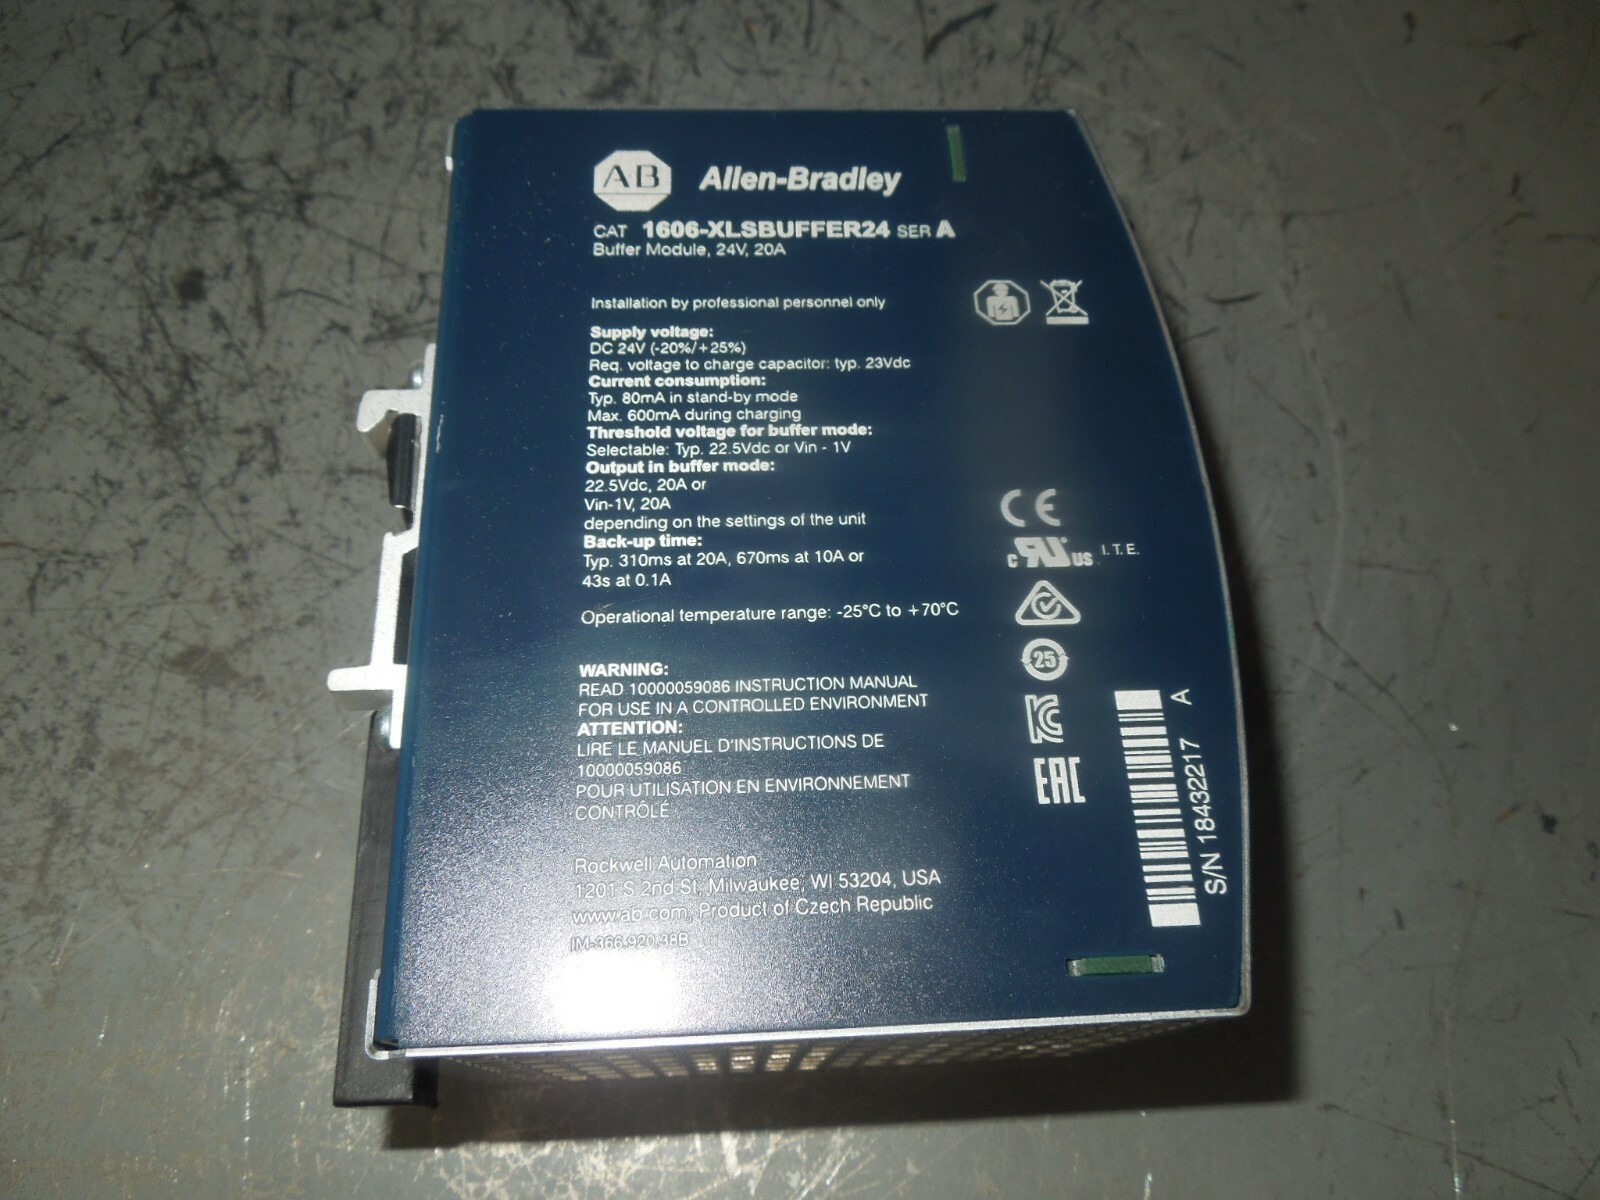 AB Allen-Bradley
CAT 1606-XLSBUFFER24 SER A
Buffer Module, 24V, 20A
Installation by professional personnel only
Supply voltage:
DC 24V (-20%/+25%)
Req. voltage to charge capacitor: typ. 23Vdc
Current consumption:
Typ. 80mA in stand-by mode
Max. 600mA during charging
Threshold voltage for buffer mode:
Selectable: Typ. 22.5Vdc or Vin - 1V
Output in buffer mode:
22.5Vdc, 20A or
Vin-1V, 20A
depending on the settings of the unit
Back-up time:
Typ. 310ms at 20A, 670ms at 10A or
43s at 0.1A
Operational temperature range: -25°C to +70°C
WARNING:
READ 10000059086 INSTRUCTION MANUAL
FOR USE IN A CONTROLLED ENVIRONMENT
ATTENTION:
LIRE LE MANUEL D'INSTRUCTIONS DE
10000059086
POUR UTILISATION EN ENVIRONNEMENT
CONTRÔLÉ
Rockwell Automation
1201 S 2nd St. Milwaukee, WI 53204, USA
www.ab.com, Product of Czech Republic
IM-366.920.38B
CE
c RU US I.T.E.
25
KC
EAC
S/N 18432217 A